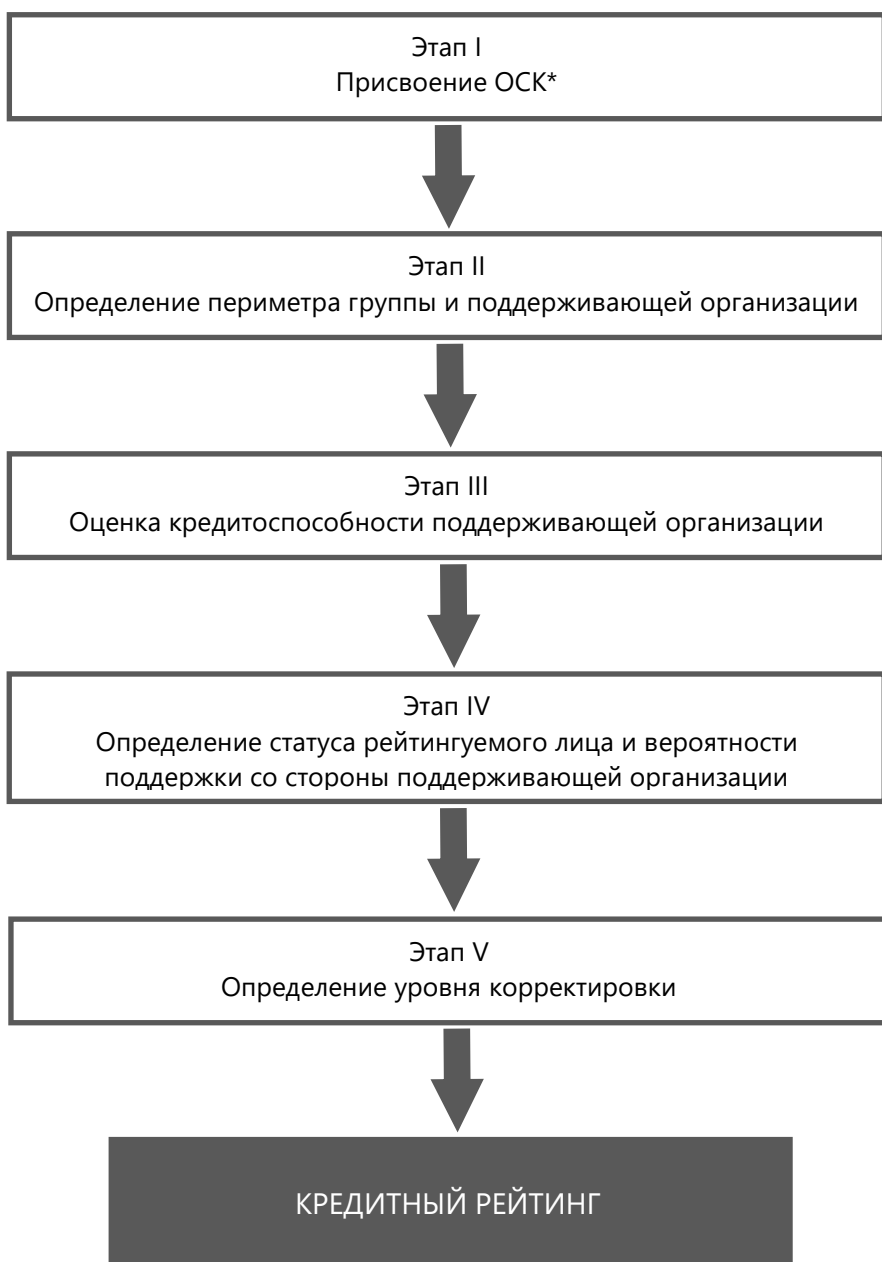 Этап I
Присвоение ОСК*
Этап II
Определение периметра группы и поддерживающей организации
Этап III
Оценка кредитоспособности поддерживающей организации
Этап IV
Определение статуса рейтингуемого лица и вероятности
поддержки со стороны поддерживающей организации
Этап V
Определение уровня корректировки
КРЕДИТНЫЙ РЕЙТИНГ